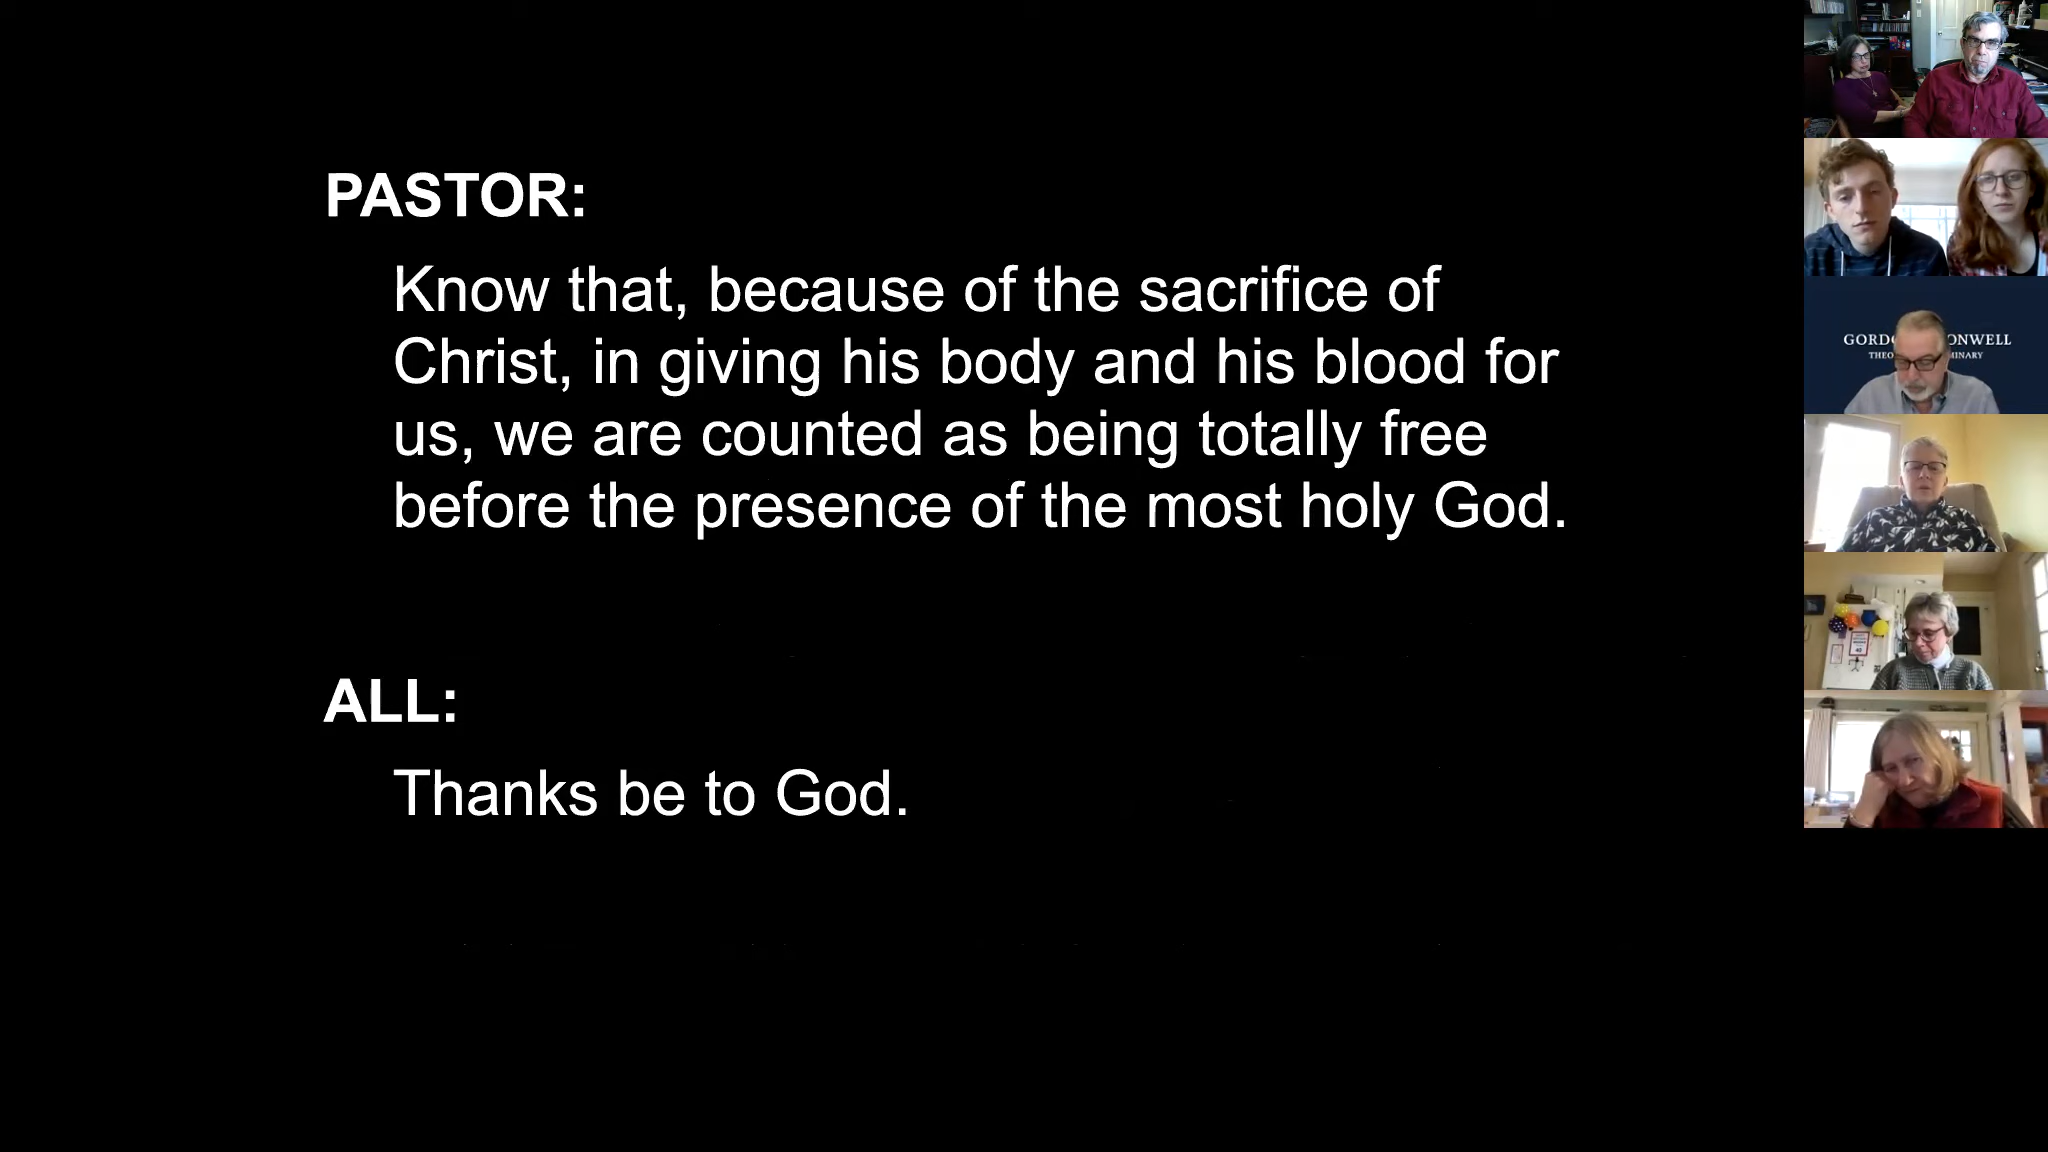 PASTOR:
Know that, because of the sacrifice of
Christ, in giving his body and his blood for
us, we are counted as being totally free
before the presence of the most holy God.
ALL:
Thanks be to God.